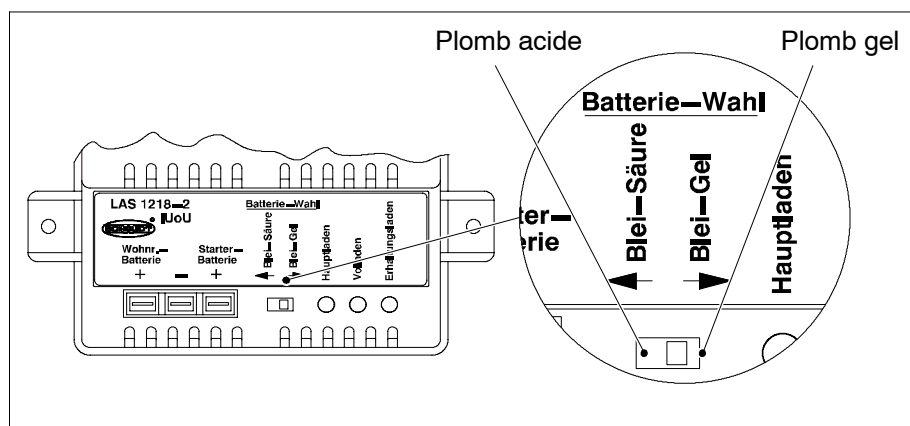 Plomb acide
Plomb gel
LAS 1218–2
IUoU
Batterie–Wahl
Wohnr.–
Batterie
Starter–
Batterie
+
–
+
Blei–Säure
Blei–Gel
Hauptladen
Vollladen
Erhaltungsladen
Batterie–Wahl
ter–
erie
Blei–Säure
Blei–Gel
Hauptladen